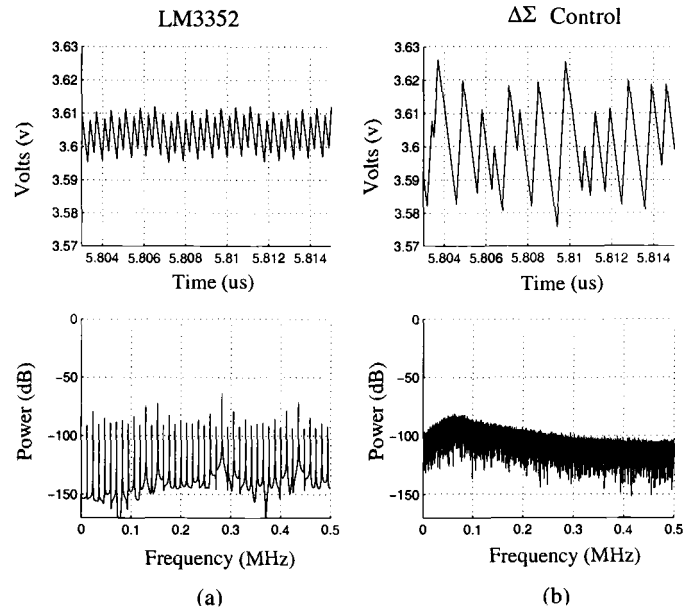 LM3352
ΔΣ Control
3.63
3.62
3.61
3.6
3.59
3.58
3.57
Volts (v)
5.804 5.806 5.808 5.81 5.812 5.814
Time (us)
3.63
3.62
3.61
3.6
3.59
3.58
3.57
Volts (v)
5.804 5.806 5.808 5.81 5.812 5.814
Time (us)
0
−50
−100
−150
Power (dB)
0 0.1 0.2 0.3 0.4 0.5
Frequency (MHz)
(a)
0
−50
−100
−150
Power (dB)
0 0.1 0.2 0.3 0.4 0.5
Frequency (MHz)
(b)